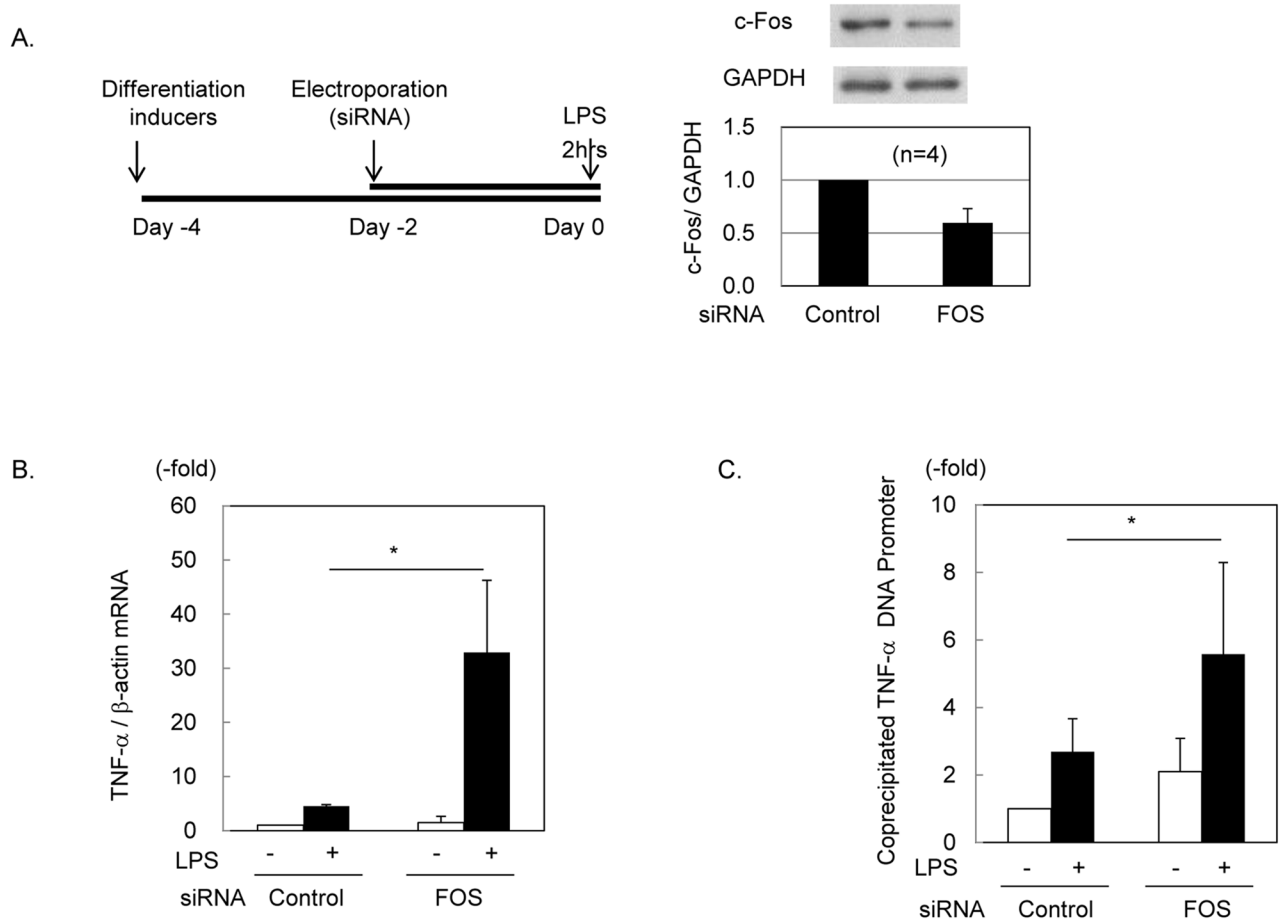 A.
Differentiation
inducers
Electroporation
(siRNA)
LPS
2hrs
Day -4
Day -2
Day 0
c-Fos
GAPDH
c-Fos/ GAPDH
1.5
1.0
0.5
0.0
(n=4)
siRNA Control FOS
B.
(-fold)
TNF-α / β-actin mRNA
60
50
40
30
20
10
0
*
LPS - + - +
siRNA Control FOS
C.
(-fold)
Coprecipitated TNF-α DNA Promoter
10
8
6
4
2
0
*
LPS - + - +
siRNA Control FOS